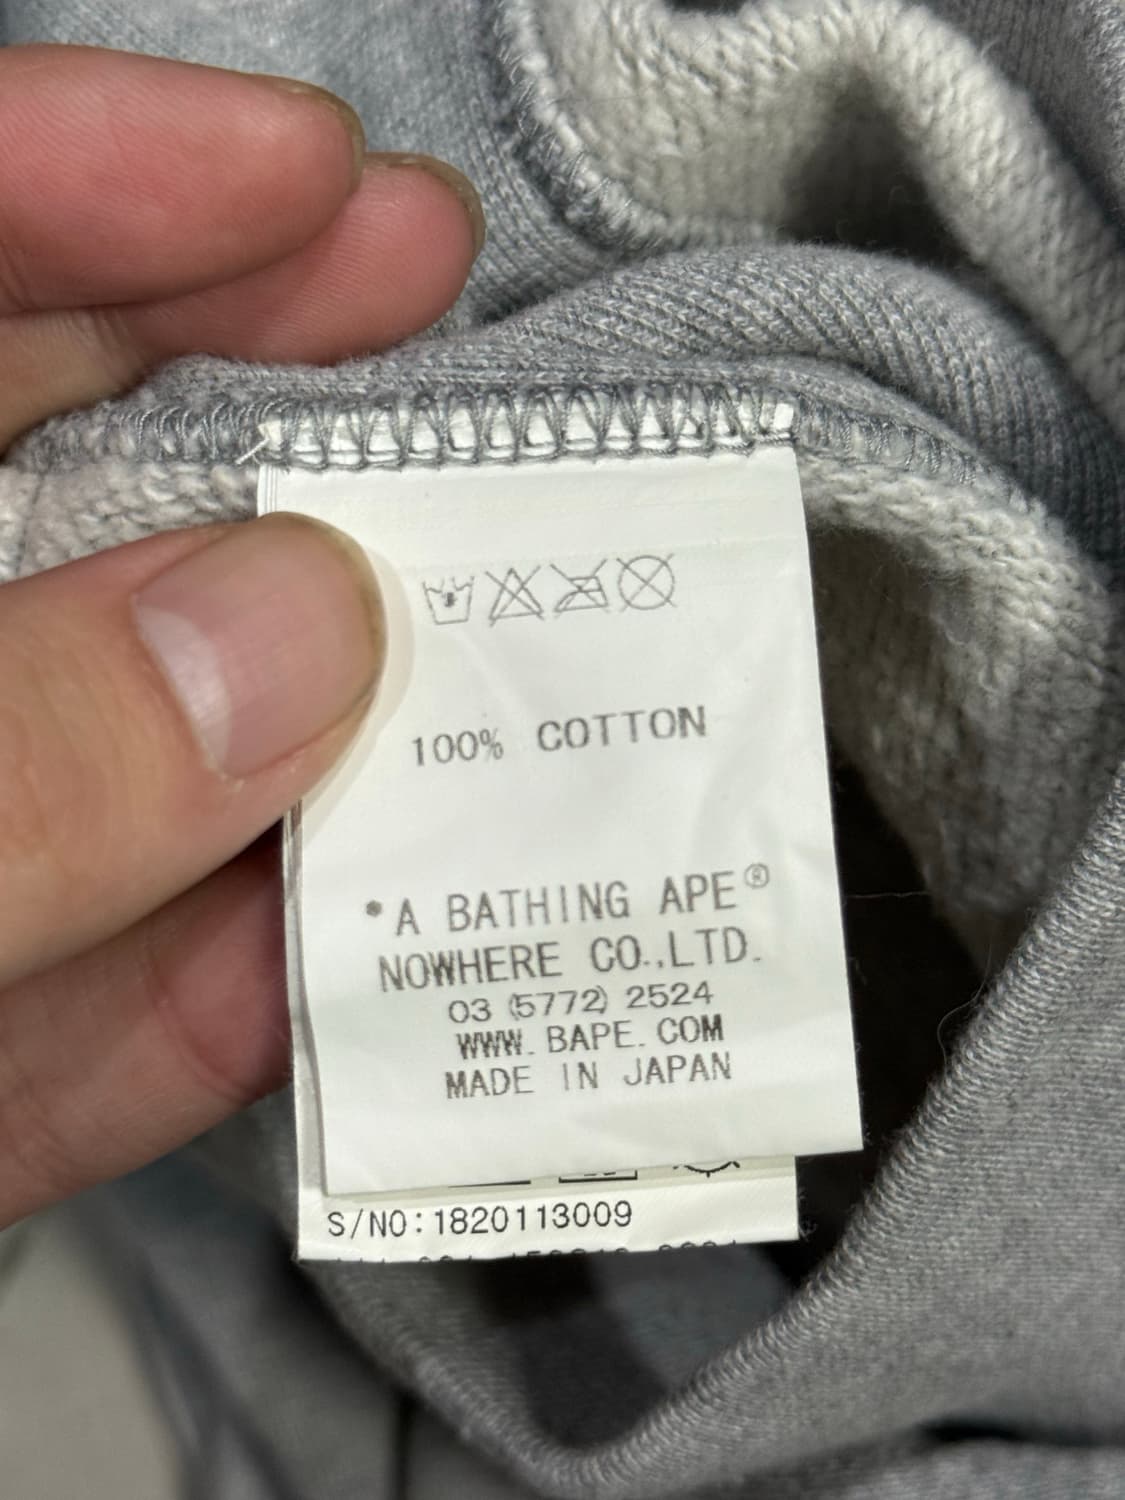 100% COTTON
*A BATHING APE®
NOWHERE CO.,LTD.
03 (5772) 2524
WWW. BAPE. COM
MADE IN JAPAN
S/NO:1820113009